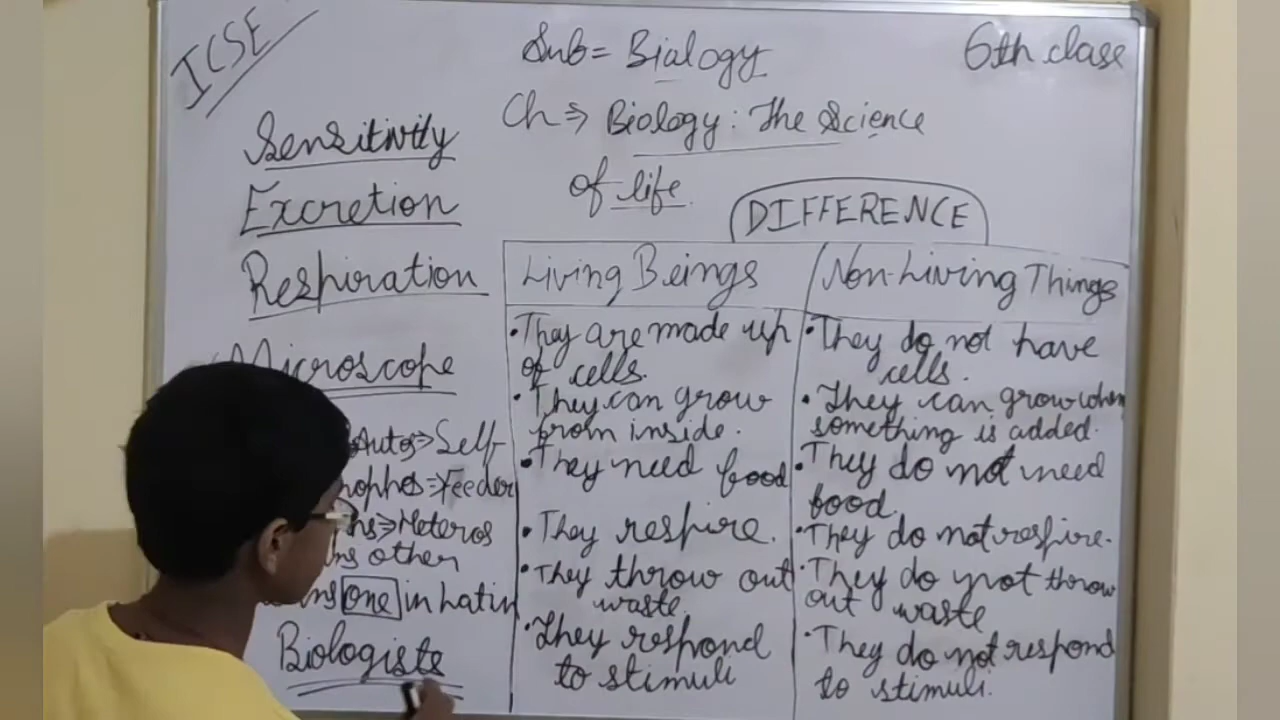 ICSE
Sub = Bialogy
6th class
Ch ⇒ Biology : The Science
of life
Sensitivity
Excretion
Respiration
Microscope
Autos ⇒ Self
⇒ Feeder
⇒ Heteros
other
one in Latin
Biologists
DIFFERENCE
Living Beings
• They are made up
of cells.
• They can grow
from inside.
• They need food
• They respire.
• They throw out
waste.
• They respond
to stimuli
Non-Living Things
• They do not have
cells.
• They can grow when
something is added.
• They do not need
food.
• They do not respire.
• They do not throw
out waste
• They do not respond
to stimuli.